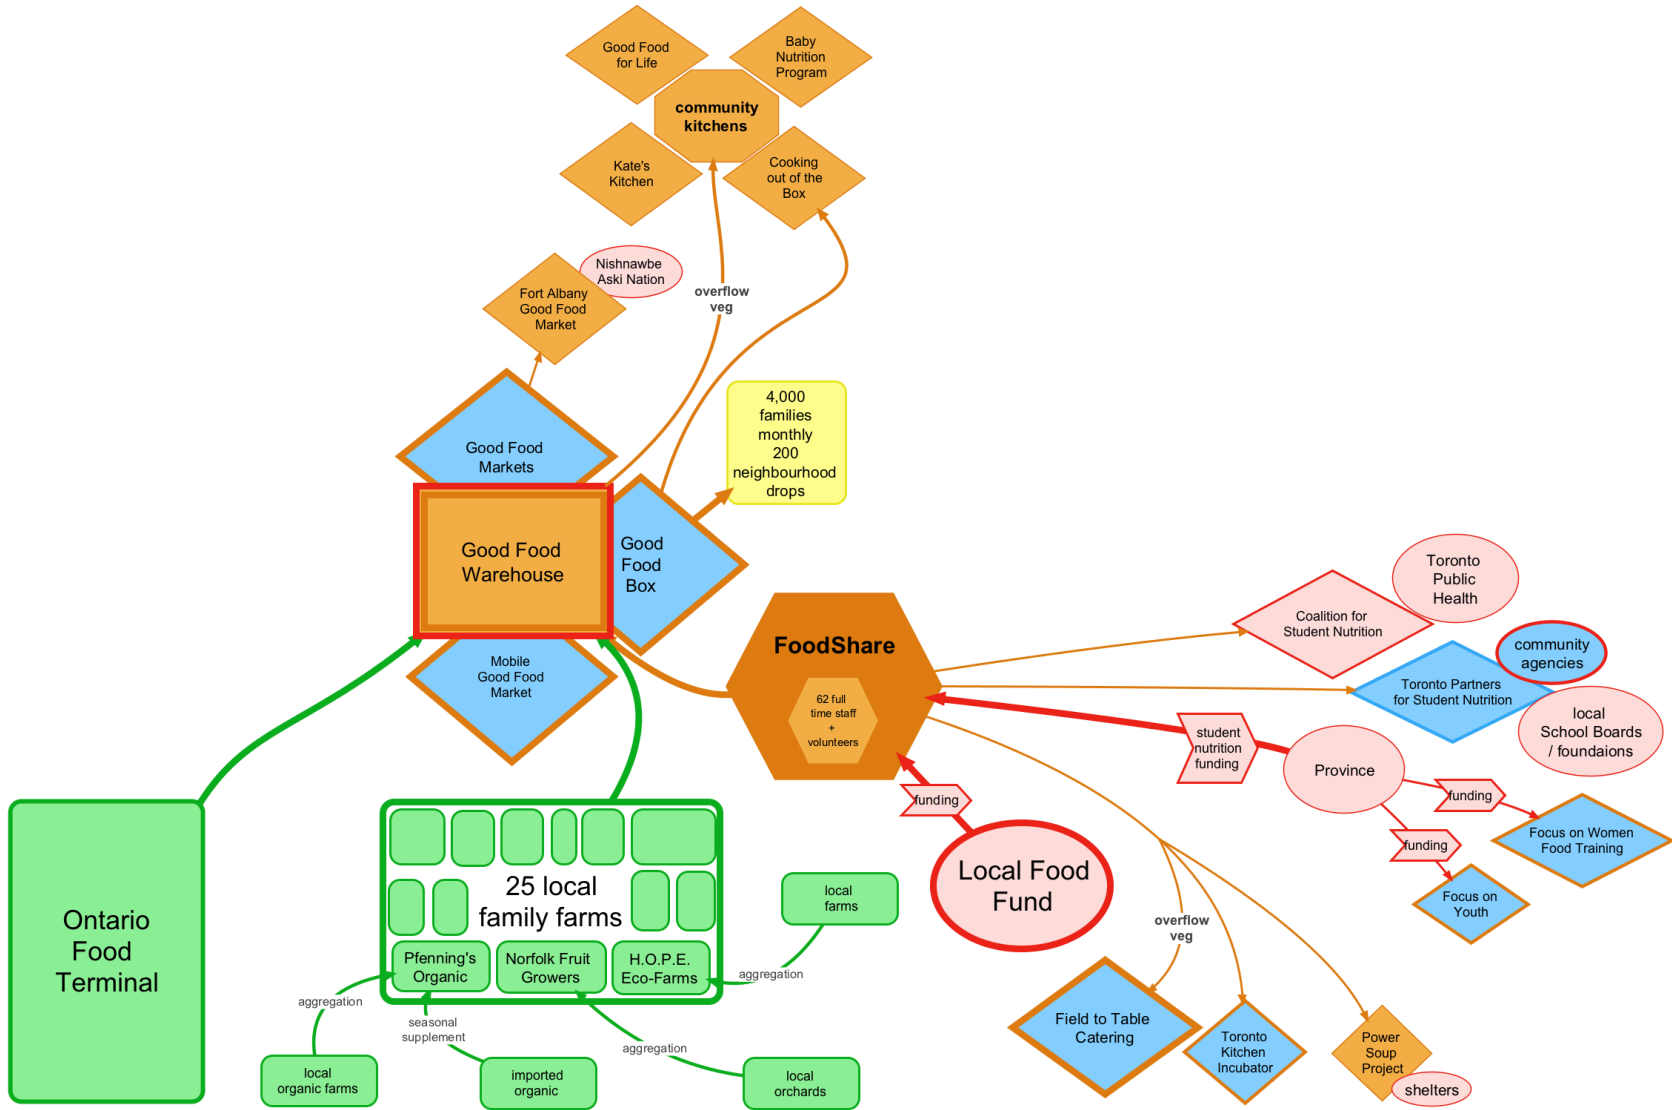 Good Food
for Life
Baby
Nutrition
Program
community
kitchens
Kate's
Kitchen
Cooking
out of the
Box
Nishnawbe
Aski Nation
Fort Albany
Good Food
Market
overflow
veg
Good Food
Markets
4,000
families
monthly
200
neighbourhood
drops
Good Food
Warehouse
Good
Food
Box
Mobile
Good Food
Market
FoodShare
62 full
time staff
+
volunteers
Toronto
Public
Health
Coalition for
Student Nutrition
community
agencies
Toronto Partners
for Student Nutrition
local
School Boards
/ foundaions
student
nutrition
funding
Province
funding
Focus on Women
Food Training
funding
Focus on
Youth
funding
Local Food
Fund
Ontario
Food
Terminal
25 local
family farms
Pfenning's
Organic
Norfolk Fruit
Growers
H.O.P.E.
Eco-Farms
local
farms
aggregation
aggregation
seasonal
supplement
aggregation
local
organic farms
imported
organic
local
orchards
overflow
veg
Field to Table
Catering
Toronto
Kitchen
Incubator
Power
Soup
Project
shelters